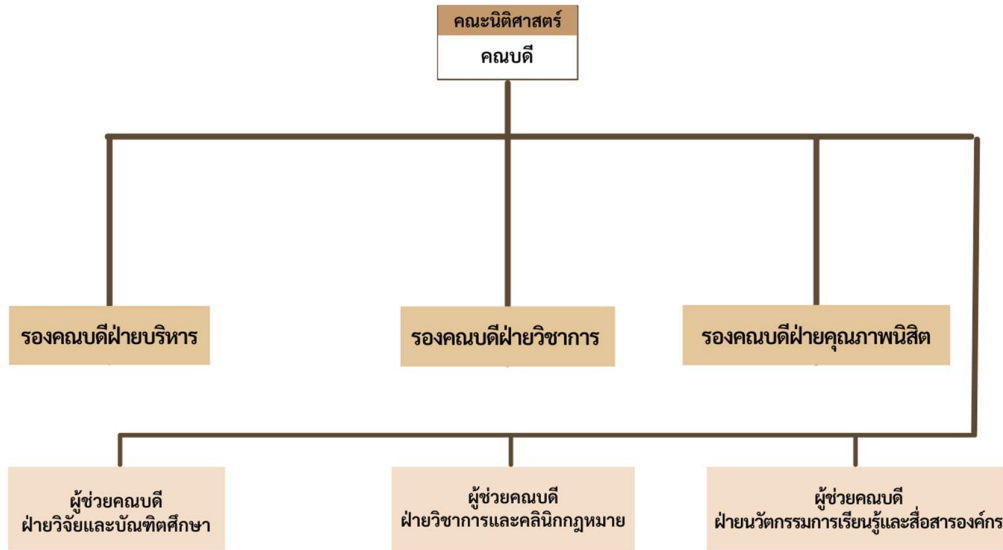 คณะนิติศาสตร์
คณบดี
รองคณบดีฝ่ายบริหาร
รองคณบดีฝ่ายวิชาการ
รองคณบดีฝ่ายคุณภาพนิสิต
ผู้ช่วยคณบดี
ฝ่ายวิจัยและบัณฑิตศึกษา
ผู้ช่วยคณบดี
ฝ่ายวิชาการและคลินิกกฎหมาย
ผู้ช่วยคณบดี
ฝ่ายนวัตกรรมการเรียนรู้และสื่อสารองค์กร